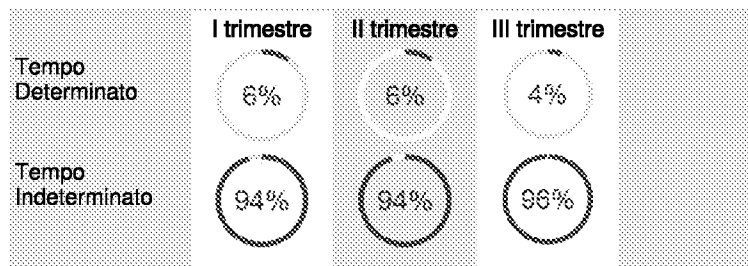 I trimestre II trimestre III trimestre
Tempo
Determinato
6% 6% 4%
Tempo
Indeterminato
94% 94% 96%